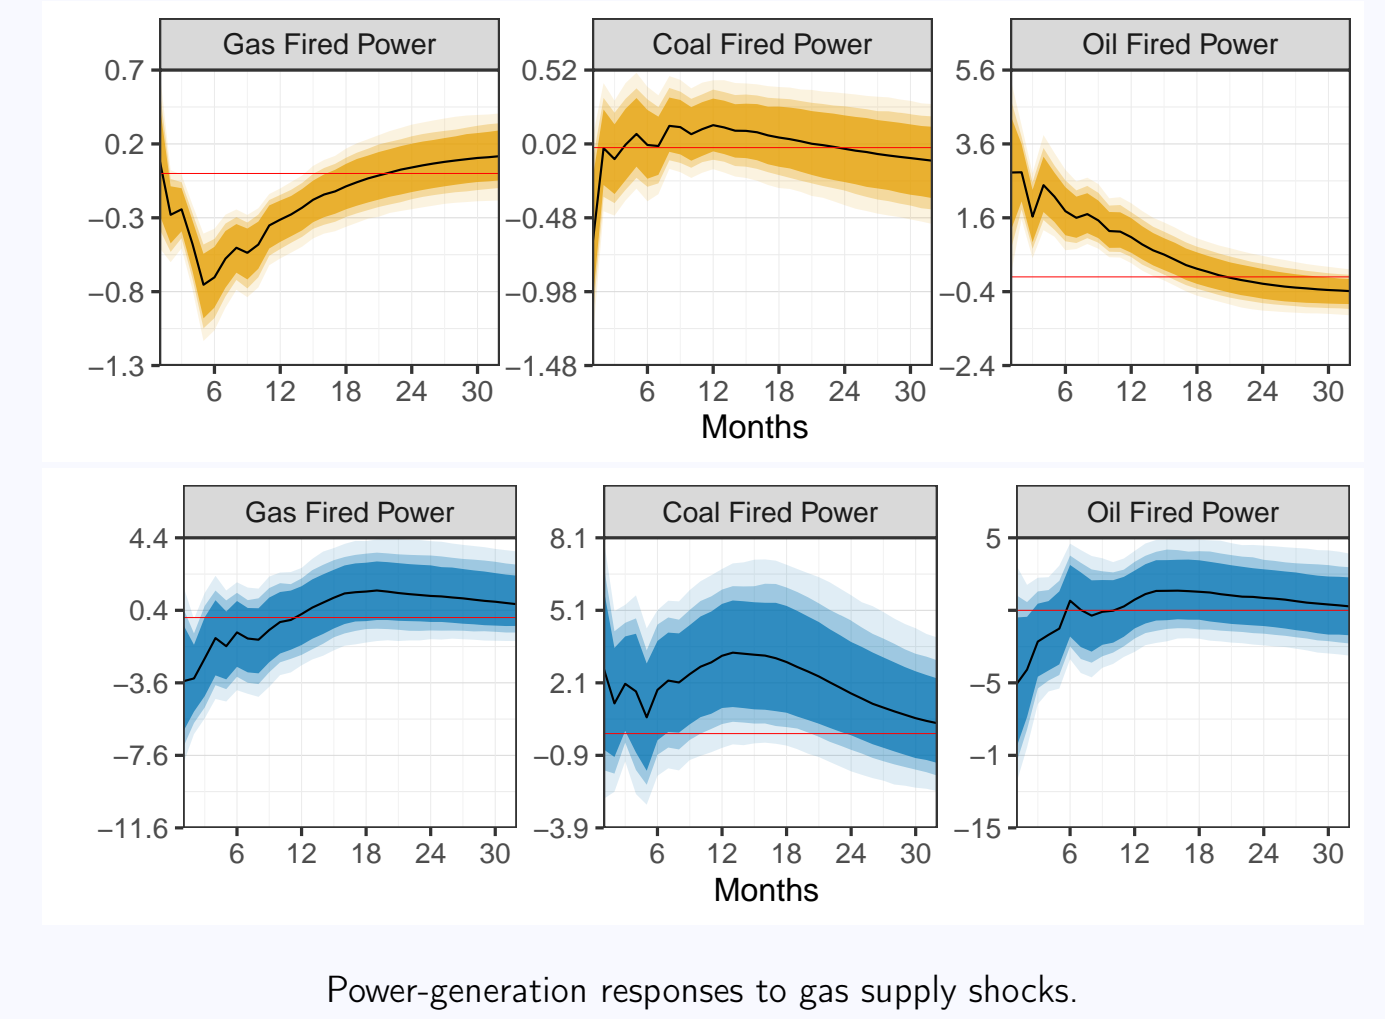 Gas Fired Power Coal Fired Power Oil Fired Power
0.7 0.52 5.6
0.2 0.02 3.6
−0.3 −0.48 1.6
−0.8 −0.98 −0.4
−1.3 −1.48 −2.4
6 12 18 24 30 6 12 18 24 30 6 12 18 24 30
Months
Gas Fired Power Coal Fired Power Oil Fired Power
4.4 8.1 5
0.4 5.1
−3.6 2.1 −5
−7.6 −0.9 −1
−11.6 −3.9 −15
6 12 18 24 30 6 12 18 24 30 6 12 18 24 30
Months
Power-generation responses to gas supply shocks.